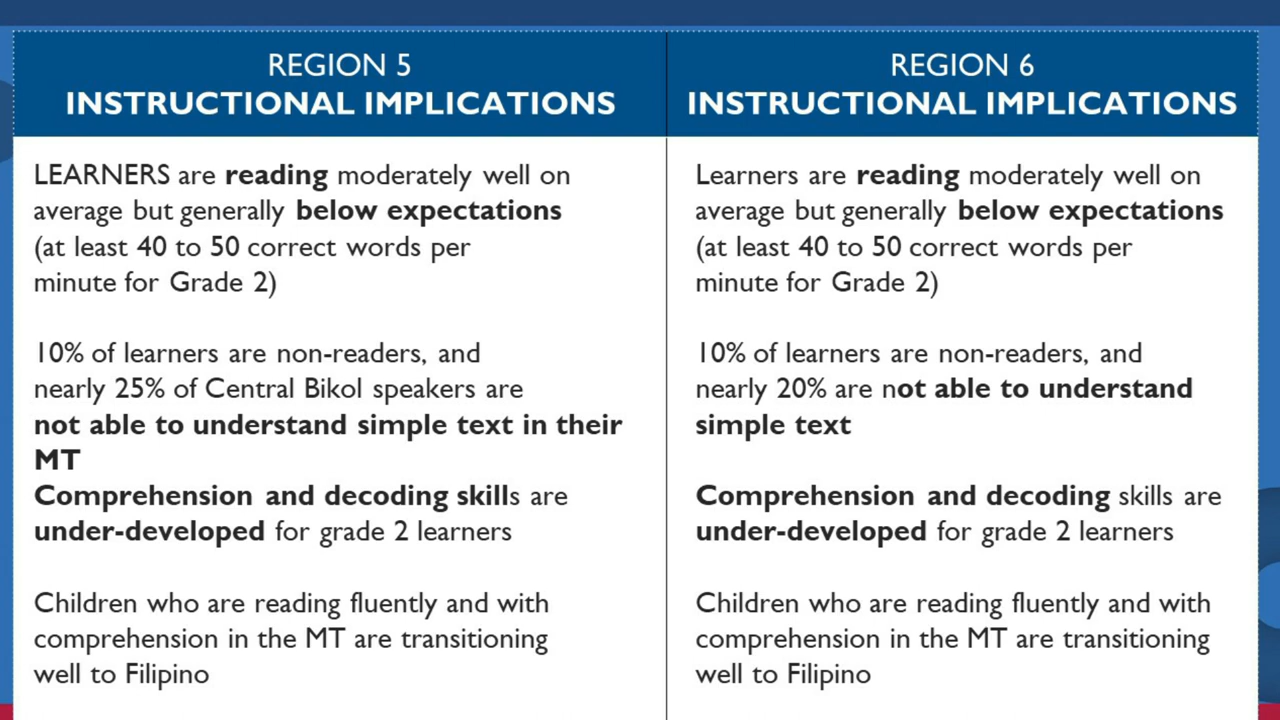 REGION 5
INSTRUCTIONAL IMPLICATIONS
LEARNERS are reading moderately well on
average but generally below expectations
(at least 40 to 50 correct words per
minute for Grade 2)
10% of learners are non-readers, and
nearly 25% of Central Bikol speakers are
not able to understand simple text in their
MT
Comprehension and decoding skills are
under-developed for grade 2 learners
Children who are reading fluently and with
comprehension in the MT are transitioning
well to Filipino
REGION 6
INSTRUCTIONAL IMPLICATIONS
Learners are reading moderately well on
average but generally below expectations
(at least 40 to 50 correct words per
minute for Grade 2)
10% of learners are non-readers, and
nearly 20% are not able to understand
simple text
Comprehension and decoding skills are
under-developed for grade 2 learners
Children who are reading fluently and with
comprehension in the MT are transitioning
well to Filipino